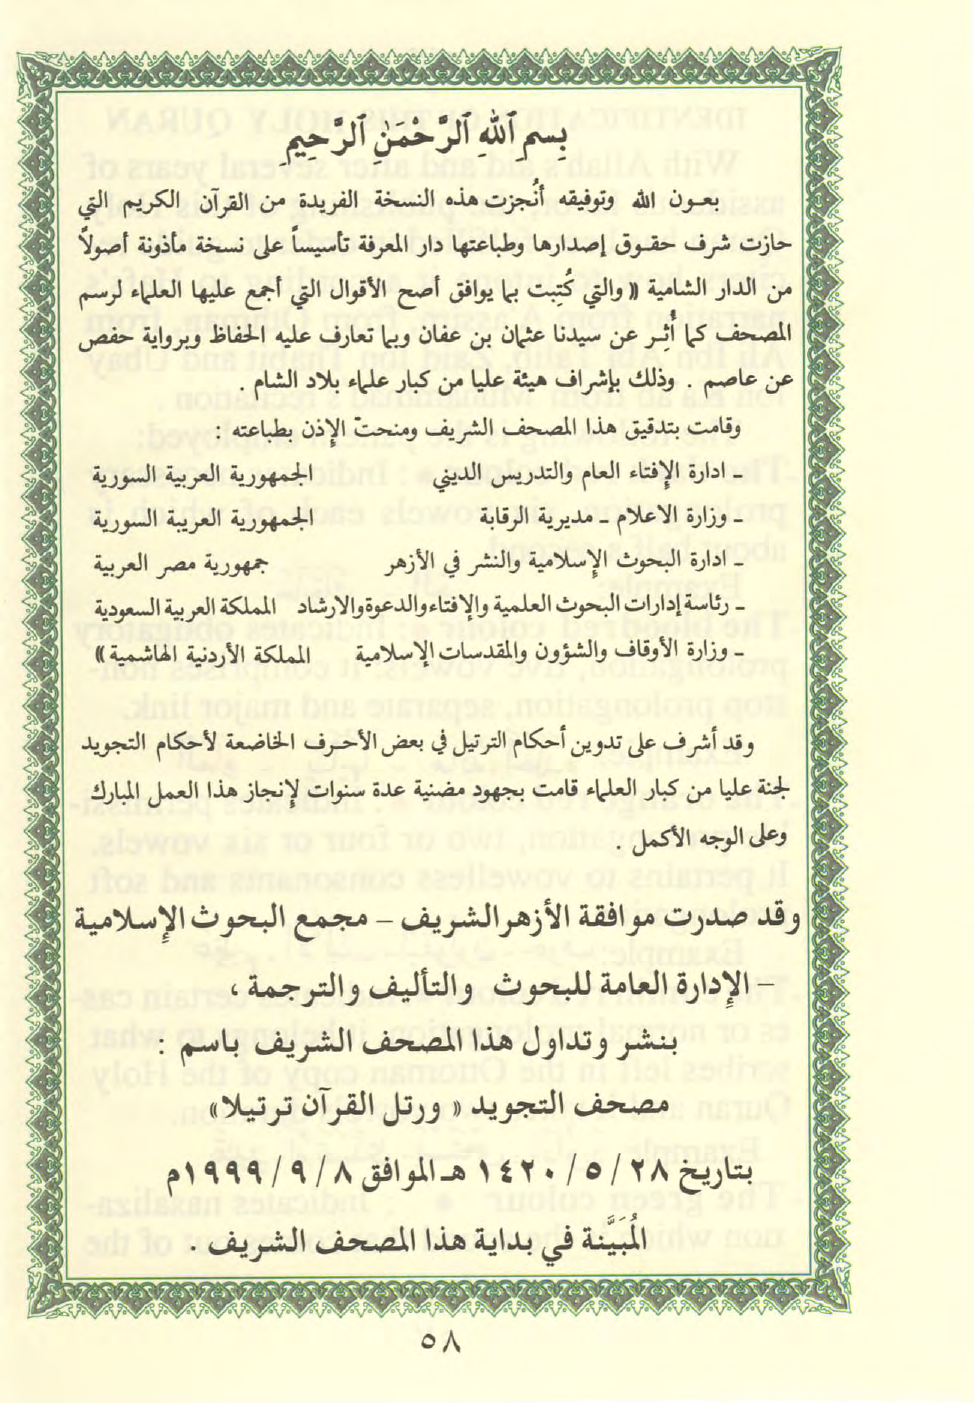 بِسْمِ ٱللَّهِ ٱلرَّحْمَٰنِ ٱلرَّحِيمِ
بعـون الله وتوفيقه أُنجزت هذه النسخة الفريدة من القرآن الكريم التي
حازت شرف حقـوق إصدارها وطباعتها دار المعرفة تأسيساً على نسخة مأذونة أصولاً
من الدار الشامية «والتي كُتِبت بما يوافق أصح الأقوال التي أجمع عليها العلماء لرسم
المصحف كما أُثِـر عن سيدنا عثمان بن عفان وبما تعارف عليه الحفاظ وبرواية حفص
عن عاصم . وذلك بإشراف هيئة عليا من كبار علماء بلاد الشام .
وقامت بتدقيق هذا المصحف الشريف ومنحت الإذن بطباعته :
ـ ادارة الإفتاء العام والتدريس الديني الجمهورية العربية السورية
ـ وزارة الاعلام ـ مديرية الرقابة الجمهورية العربية السورية
ـ ادارة البحوث الإسلامية والنشر في الأزهر جمهورية مصر العربية
ـ رئاسة إدارات البحوث العلمية والإفتاء والدعوة والارشاد المملكة العربية السعودية
ـ وزارة الأوقاف والشؤون والمقدسات الإسلامية المملكة الأردنية الهاشمية»
وقد أشرف على تدوين أحكام الترتيل في بعض الأحـرف الخاضعة لأحكام التجويد
لجنة عليا من كبار العلماء قامت بجهود مضنية عدة سنوات لإنجاز هذا العمل المبارك
وعلى الوجه الأكمل .
وقد صدرت موافقة الأزهر الشريف – مجمع البحوث الإسلامية
– الإدارة العامة للبحوث والتأليف والترجمة ،
بنشر وتداول هذا المصحف الشريف باسم :
مصحف التجويد « ورتل القرآن ترتيلا»
بتاريخ ٢٨ /٥ /١٤٢٠ هـ الموافق ٨ /٩ /١٩٩٩م
المُبَيَّنة في بداية هذا المصحف الشريف .
٥٨